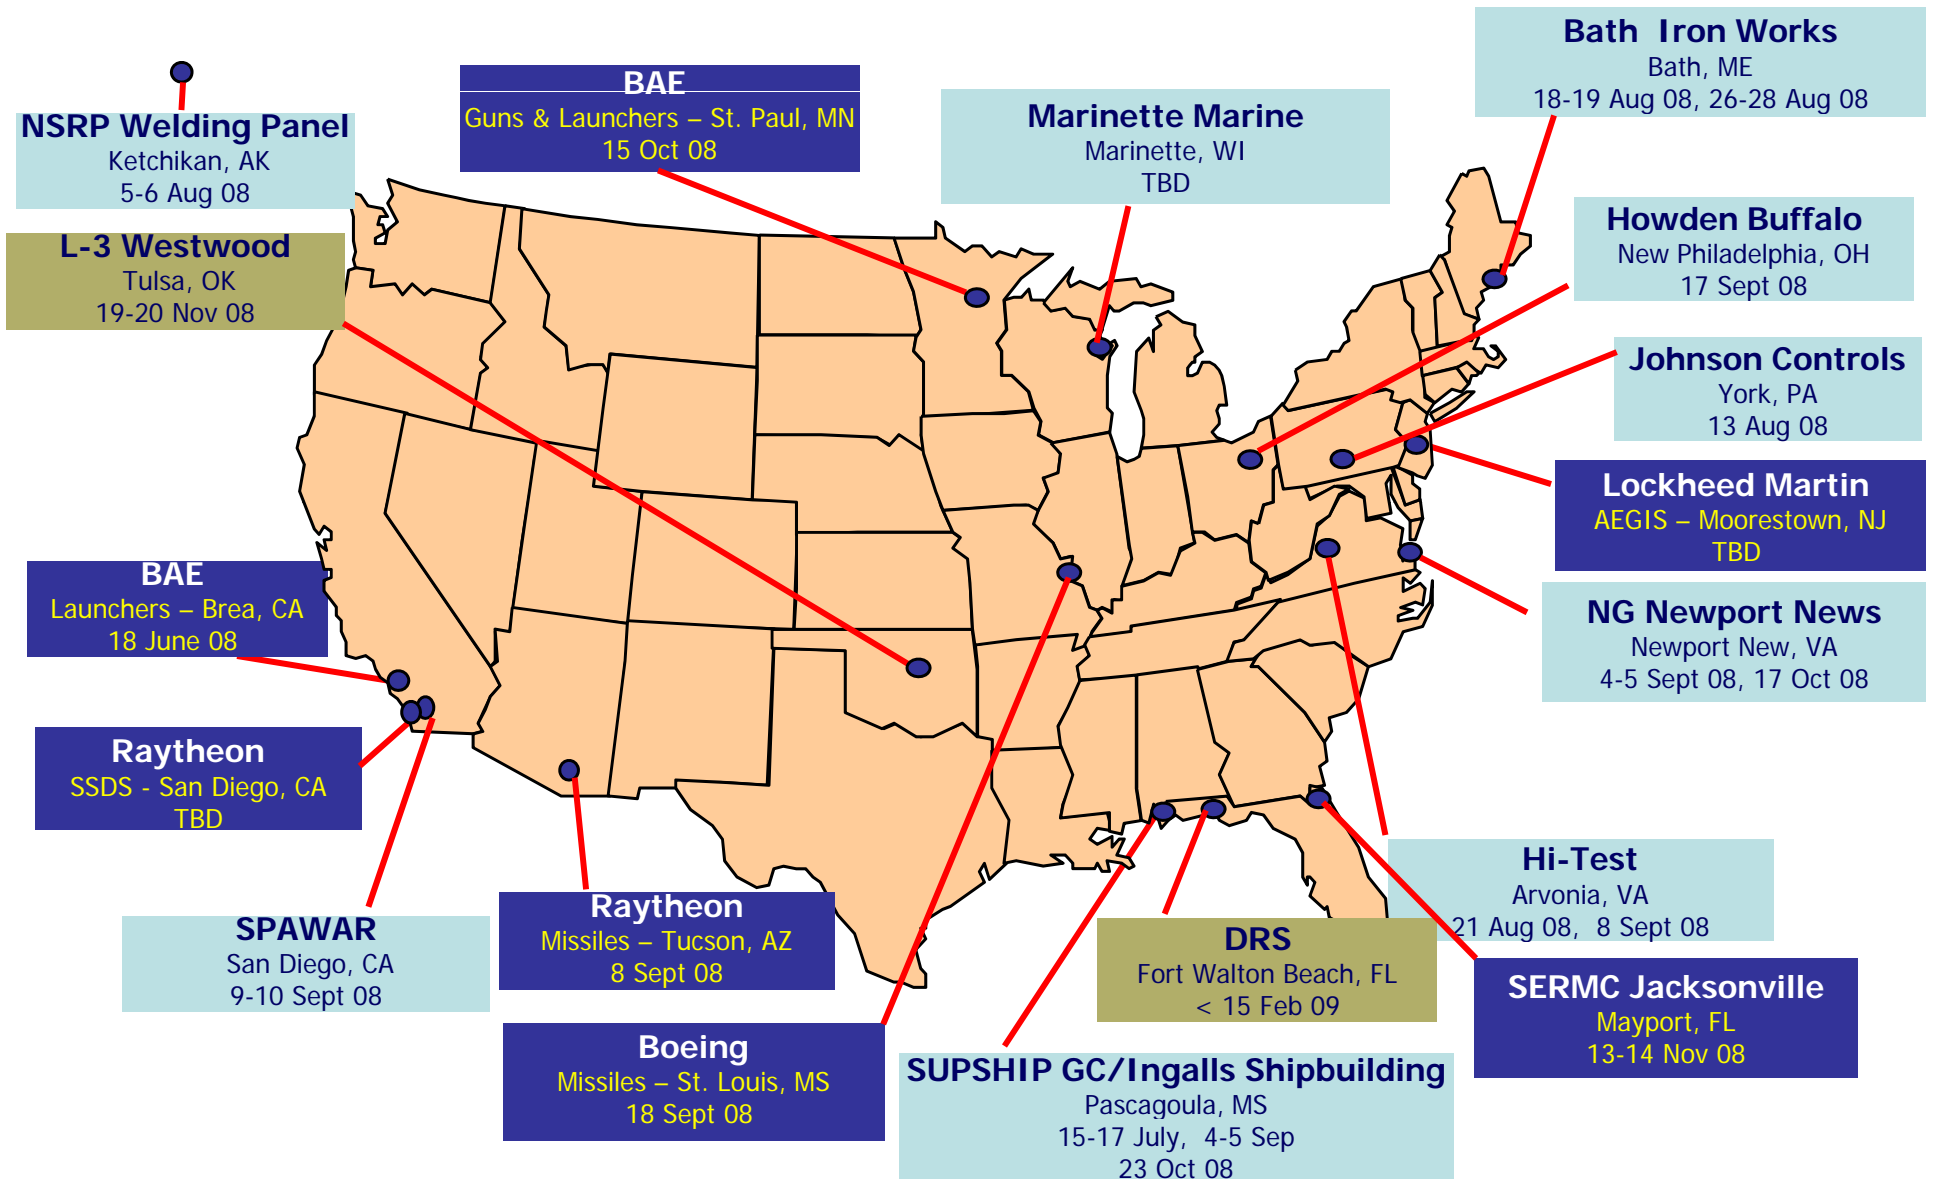 Bath Iron Works
Bath, ME
18-19 Aug 08, 26-28 Aug 08
BAE
Guns & Launchers – St. Paul, MN
15 Oct 08
Marinette Marine
Marinette, WI
TBD
NSRP Welding Panel
Ketchikan, AK
5-6 Aug 08
Howden Buffalo
New Philadelphia, OH
17 Sept 08
L-3 Westwood
Tulsa, OK
19-20 Nov 08
Johnson Controls
York, PA
13 Aug 08
Lockheed Martin
AEGIS – Moorestown, NJ
TBD
BAE
Launchers – Brea, CA
18 June 08
NG Newport News
Newport New, VA
4-5 Sept 08, 17 Oct 08
Raytheon
SSDS - San Diego, CA
TBD
Hi-Test
Arvonia, VA
21 Aug 08, 8 Sept 08
SPAWAR
San Diego, CA
9-10 Sept 08
Raytheon
Missiles – Tucson, AZ
8 Sept 08
DRS
Fort Walton Beach, FL
< 15 Feb 09
SERMC Jacksonville
Mayport, FL
13-14 Nov 08
Boeing
Missiles – St. Louis, MS
18 Sept 08
SUPSHIP GC/Ingalls Shipbuilding
Pascagoula, MS
15-17 July, 4-5 Sep
23 Oct 08